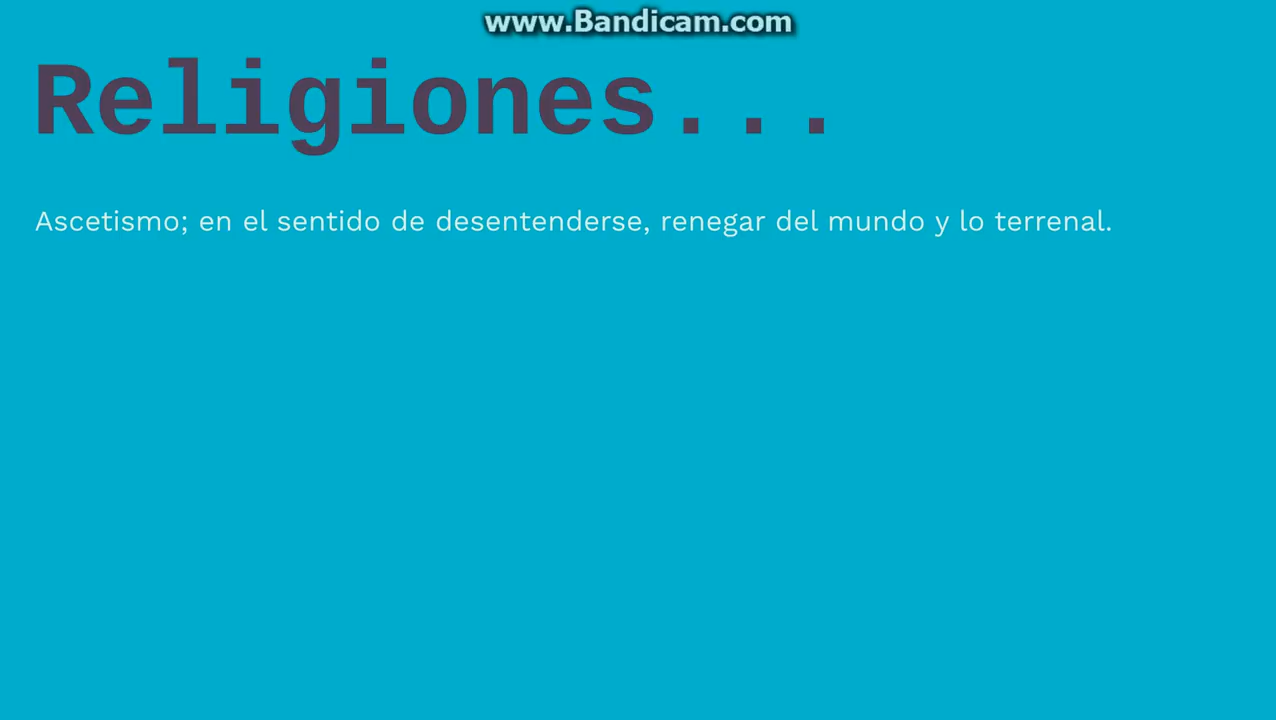 www.Bandicam.com
Religiones...
Ascetismo; en el sentido de desentenderse, renegar del mundo y lo terrenal.